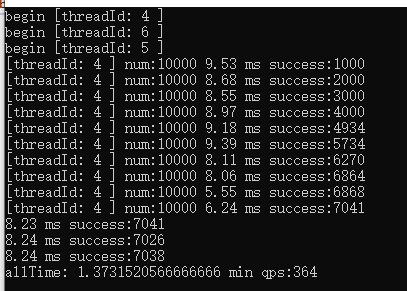 begin [threadId: 4 ]
begin [threadId: 6 ]
begin [threadId: 5 ]
[threadId: 4 ] num:10000 9.53 ms success:1000
[threadId: 4 ] num:10000 8.68 ms success:2000
[threadId: 4 ] num:10000 8.55 ms success:3000
[threadId: 4 ] num:10000 8.97 ms success:4000
[threadId: 4 ] num:10000 9.18 ms success:4934
[threadId: 4 ] num:10000 9.39 ms success:5734
[threadId: 4 ] num:10000 8.11 ms success:6270
[threadId: 4 ] num:10000 8.06 ms success:6864
[threadId: 4 ] num:10000 5.55 ms success:6868
[threadId: 4 ] num:10000 6.24 ms success:7041
8.23 ms success:7041
8.24 ms success:7026
8.24 ms success:7038
allTime: 1.3731520566666666 min qps:364